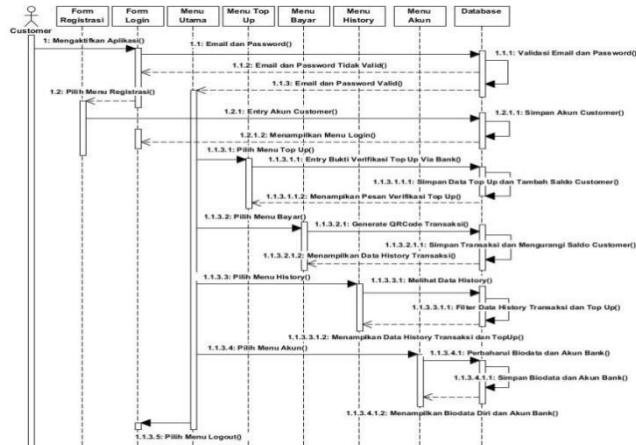 Form Registrasi
Form Login
Menu Utama
Menu Top Up
Menu Bayar
Menu History
Menu Akun
Database
Customer
1: Mengaktifkan Aplikasi()
1.1: Email dan Password()
1.1.1: Validasi Email dan Password()
1.1.2: Email dan Password Tidak Valid()
1.1.3: Email dan Password Valid()
1.2: Pilih Menu Registrasi()
1.2.1: Entry Akun Customer()
1.2.1.1: Simpan Akun Customer()
1.2.1.2: Menampilkan Menu Login()
1.1.3.1: Pilih Menu Top Up()
1.1.3.1.1: Entry Bukti Verifikasi Top Up Via Bank()
1.1.3.1.1.1: Simpan Data Top Up dan Tambah Saldo Customer()
1.1.3.1.1.2: Menampikan Pesan Verifikasi Top Up()
1.1.3.2: Pilih Menu Bayar()
1.1.3.2.1: Generate QRCode Transaksi()
1.1.3.2.1.1: Simpan Transaksi dan Mengurangi Saldo Customer()
1.1.3.2.1.2: Menampilkan Data History Transaksi()
1.1.3.3: Pilih Menu History()
1.1.3.3.1: Melihat Data History()
1.1.3.3.1.1: Filter Data History Transaksi dan Top Up()
1.1.3.3.1.2: Menampilkan Data History Transaksi dan TopUp()
1.1.3.4: Pilih Menu Akun()
1.1.3.4.1: Perbaharui Biodata dan Akun Bank()
1.1.3.4.1.1: Simpan Biodata dan Akun Bank()
1.1.3.4.1.2: Menampilkan Biodata Diri dan Akun Bank()
1.1.3.5: Pilih Menu Logout()